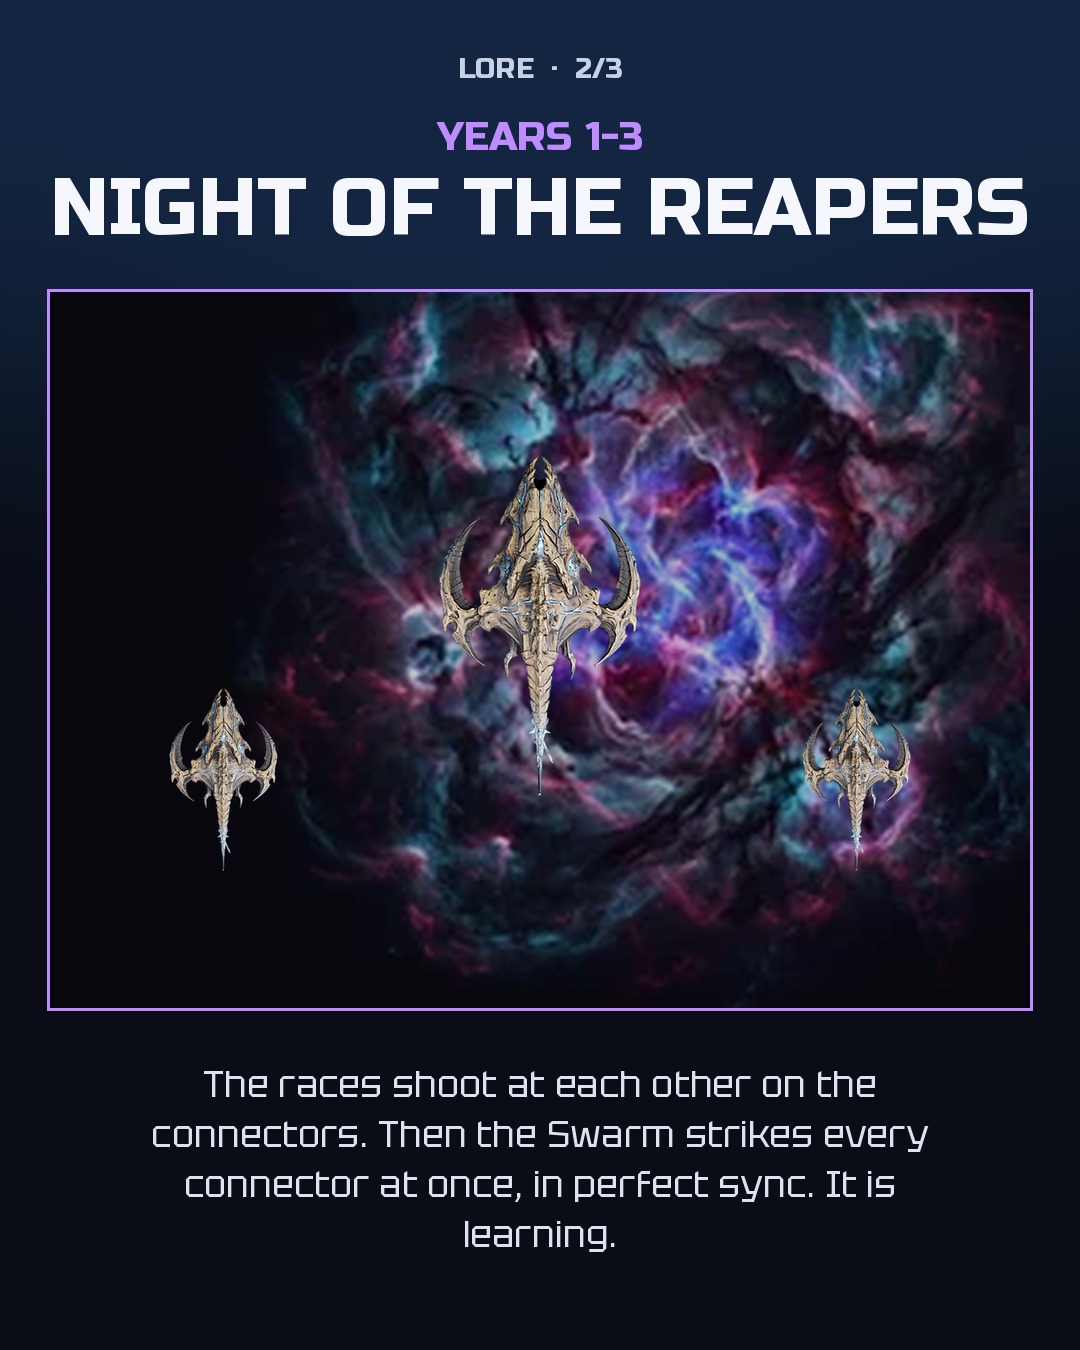 LORE · 2/3
YEARS 1-3
NIGHT OF THE REAPERS
The races shoot at each other on the
connectors. Then the Swarm strikes every
connector at once, in perfect sync. It is
learning.